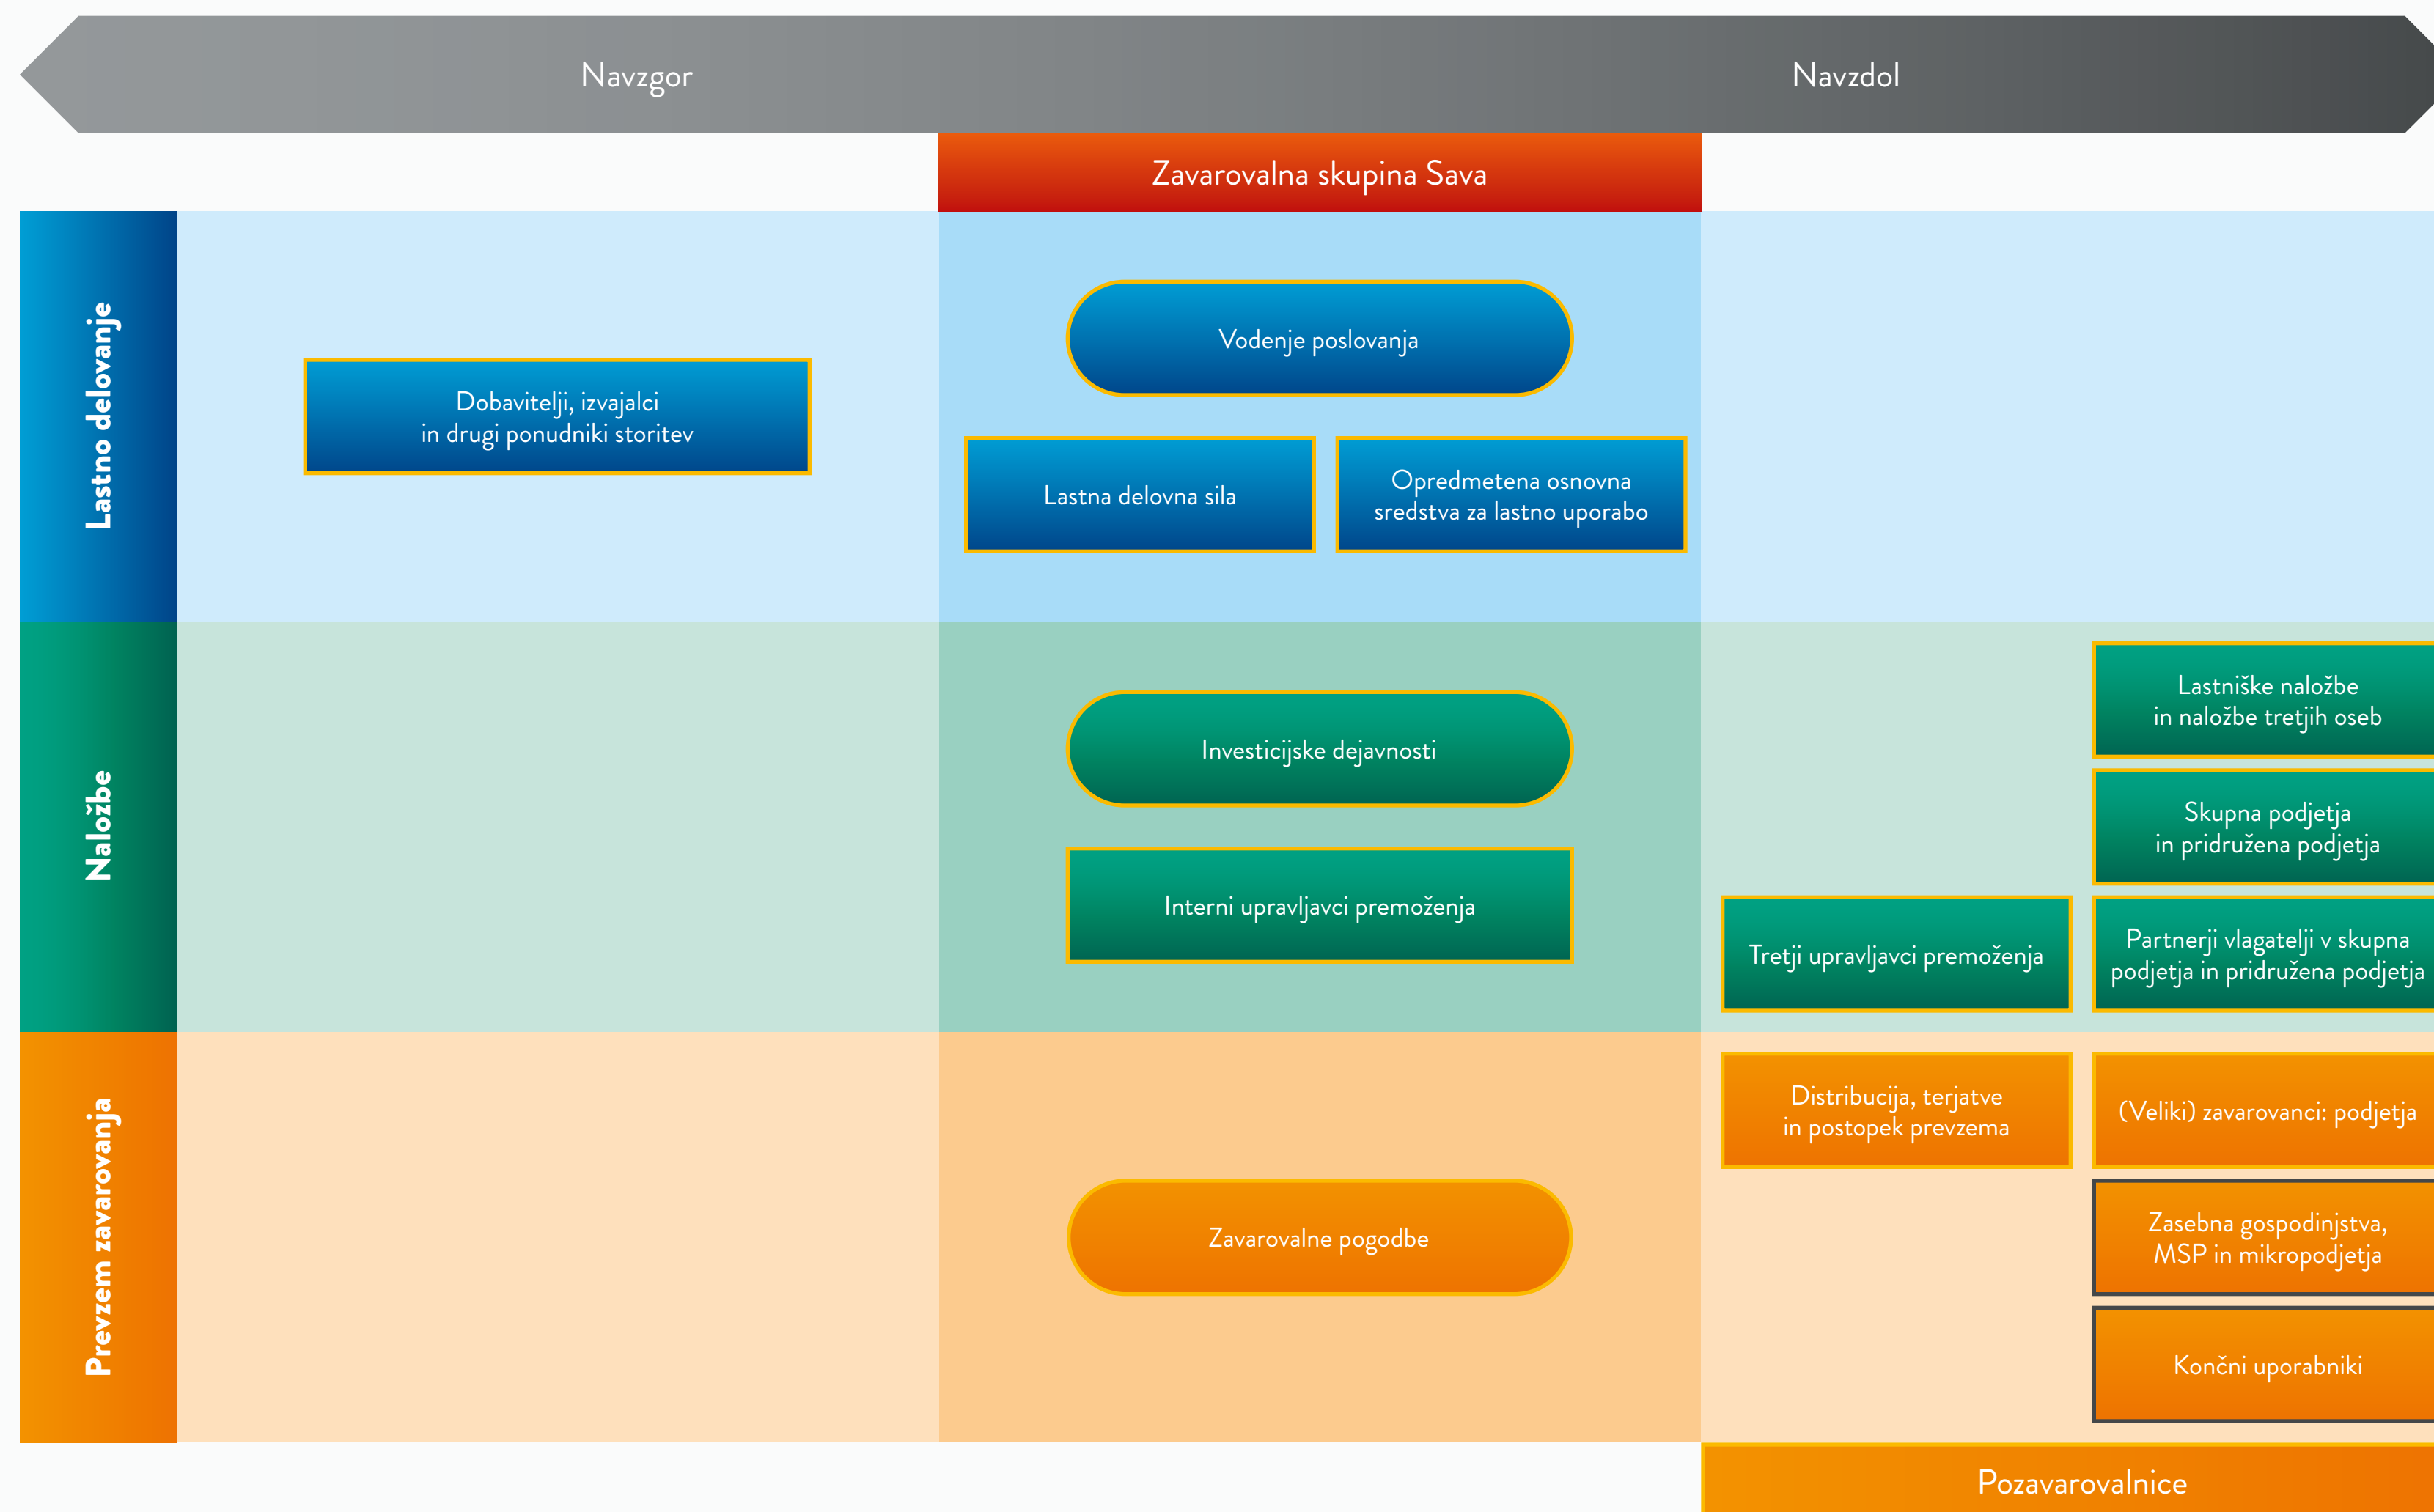 Navzgor
Navzdol
Zavarovalna skupina Sava
Lastno delovanje
Dobavitelji, izvajalci
in drugi ponudniki storitev
Vodenje poslovanja
Lastna delovna sila
Opredmetena osnovna
sredstva za lastno uporabo
Naložbe
Investicijske dejavnosti
Interni upravljavci premoženja
Tretji upravljavci premoženja
Lastniške naložbe
in naložbe tretjih oseb
Skupna podjetja
in pridružena podjetja
Partnerji vlagatelji v skupna
podjetja in pridružena podjetja
Prevzem zavarovanja
Zavarovalne pogodbe
Distribucija, terjatve
in postopek prevzema
(Veliki) zavarovanci: podjetja
Zasebna gospodinjstva,
MSP in mikropodjetja
Končni uporabniki
Pozavarovalnice